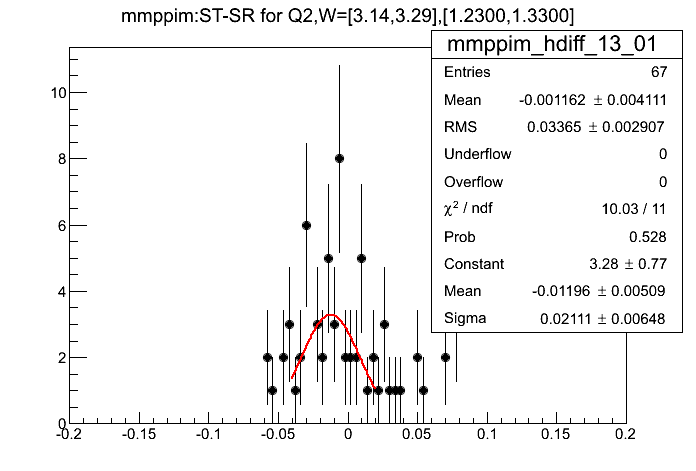 mmppim:ST-SR for Q2,W=[3.14,3.29],[1.2300,1.3300]
mmppim_hdiff_13_01
Entries 67
Mean -0.001162 ± 0.004111
RMS 0.03365 ± 0.002907
Underflow 0
Overflow 0
χ² / ndf 10.03 / 11
Prob 0.528
Constant 3.28 ± 0.77
Mean -0.01196 ± 0.00509
Sigma 0.02111 ± 0.00648
10
8
6
4
2
0
-0.2 -0.15 -0.1 -0.05 0 0.05 0.1 0.15 0.2